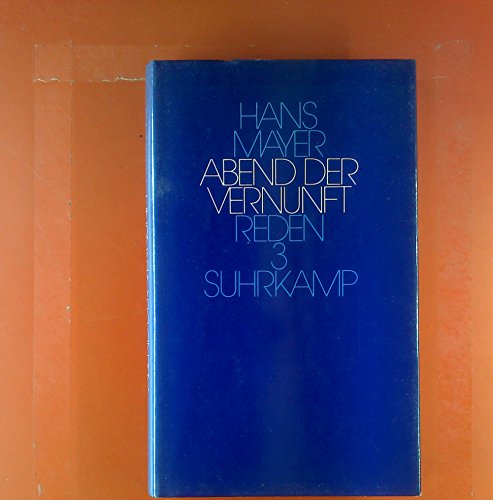 HANS
MAYER
ABEND DER
VERNUNFT
REDEN
3
SUHRKAMP